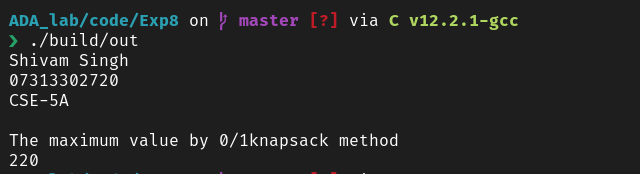 ADA_lab/code/Exp8 on master [?] via C v12.2.1-gcc
❯ ./build/out
Shivam Singh
07313302720
CSE-5A
The maximum value by 0/1knapsack method
220